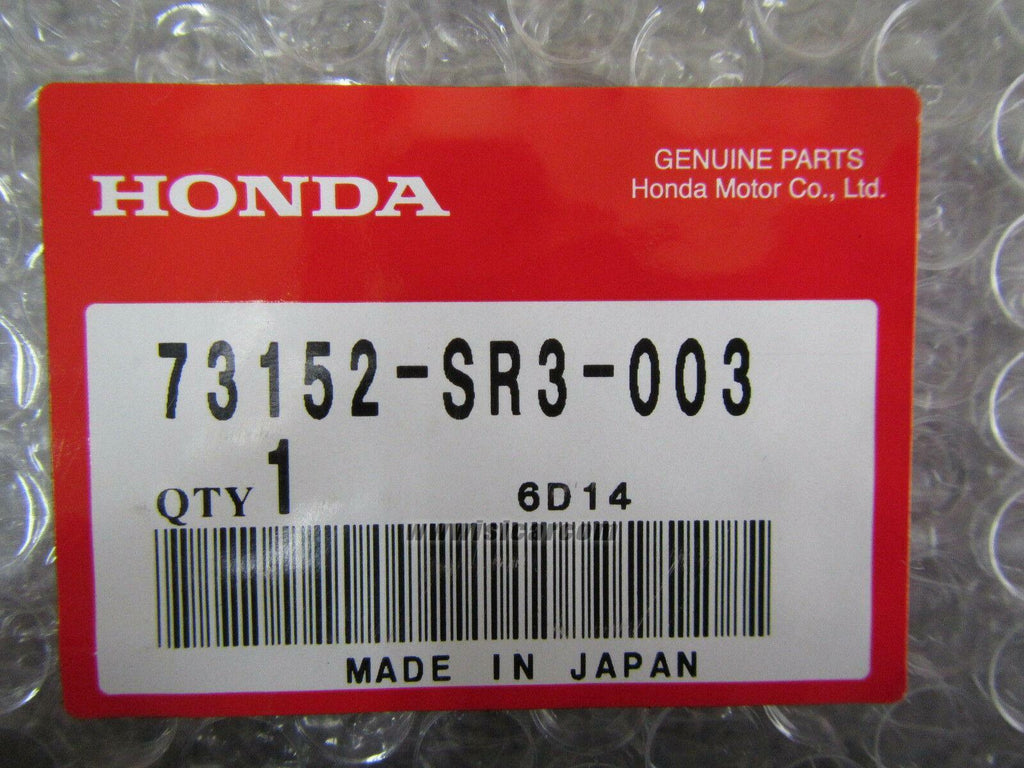 HONDA
GENUINE PARTS
Honda Motor Co., Ltd.
73152-SR3-003
QTY 1
6D14
MADE IN JAPAN